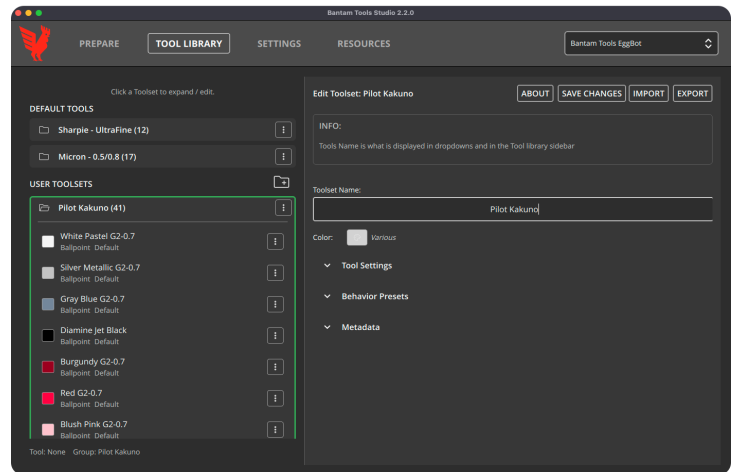 Bantam Tools Studio 2.2.0
PREPARE
TOOL LIBRARY
SETTINGS
RESOURCES
Bantam Tools EggBot
Click a Toolset to expand / edit.
DEFAULT TOOLS
Sharpie - UltraFine (12)
Micron - 0.5/0.8 (17)
USER TOOLSETS
Pilot Kakuno (41)
White Pastel G2-0.7
Ballpoint Default
Silver Metallic G2-0.7
Ballpoint Default
Gray Blue G2-0.7
Ballpoint Default
Diamine Jet Black
Ballpoint Default
Burgundy G2-0.7
Ballpoint Default
Red G2-0.7
Ballpoint Default
Blush Pink G2-0.7
Ballpoint Default
Tool: None Group: Pilot Kakuno
Edit Toolset: Pilot Kakuno
ABOUT
SAVE CHANGES
IMPORT
EXPORT
INFO:
Tools Name is what is displayed in dropdowns and in the Tool library sidebar
Toolset Name:
Pilot Kakuno
Color:
Various
Tool Settings
Behavior Presets
Metadata